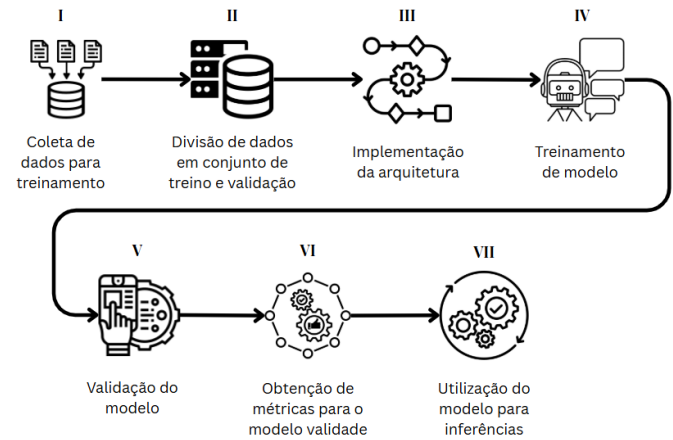 I
II
III
IV
Coleta de
dados para
treinamento
Divisão de dados
em conjunto de
treino e validação
Implementação
da arquitetura
Treinamento
de modelo
V
VI
VII
Validação do
modelo
Obtenção de
métricas para o
modelo validade
Utilização do
modelo para
inferências